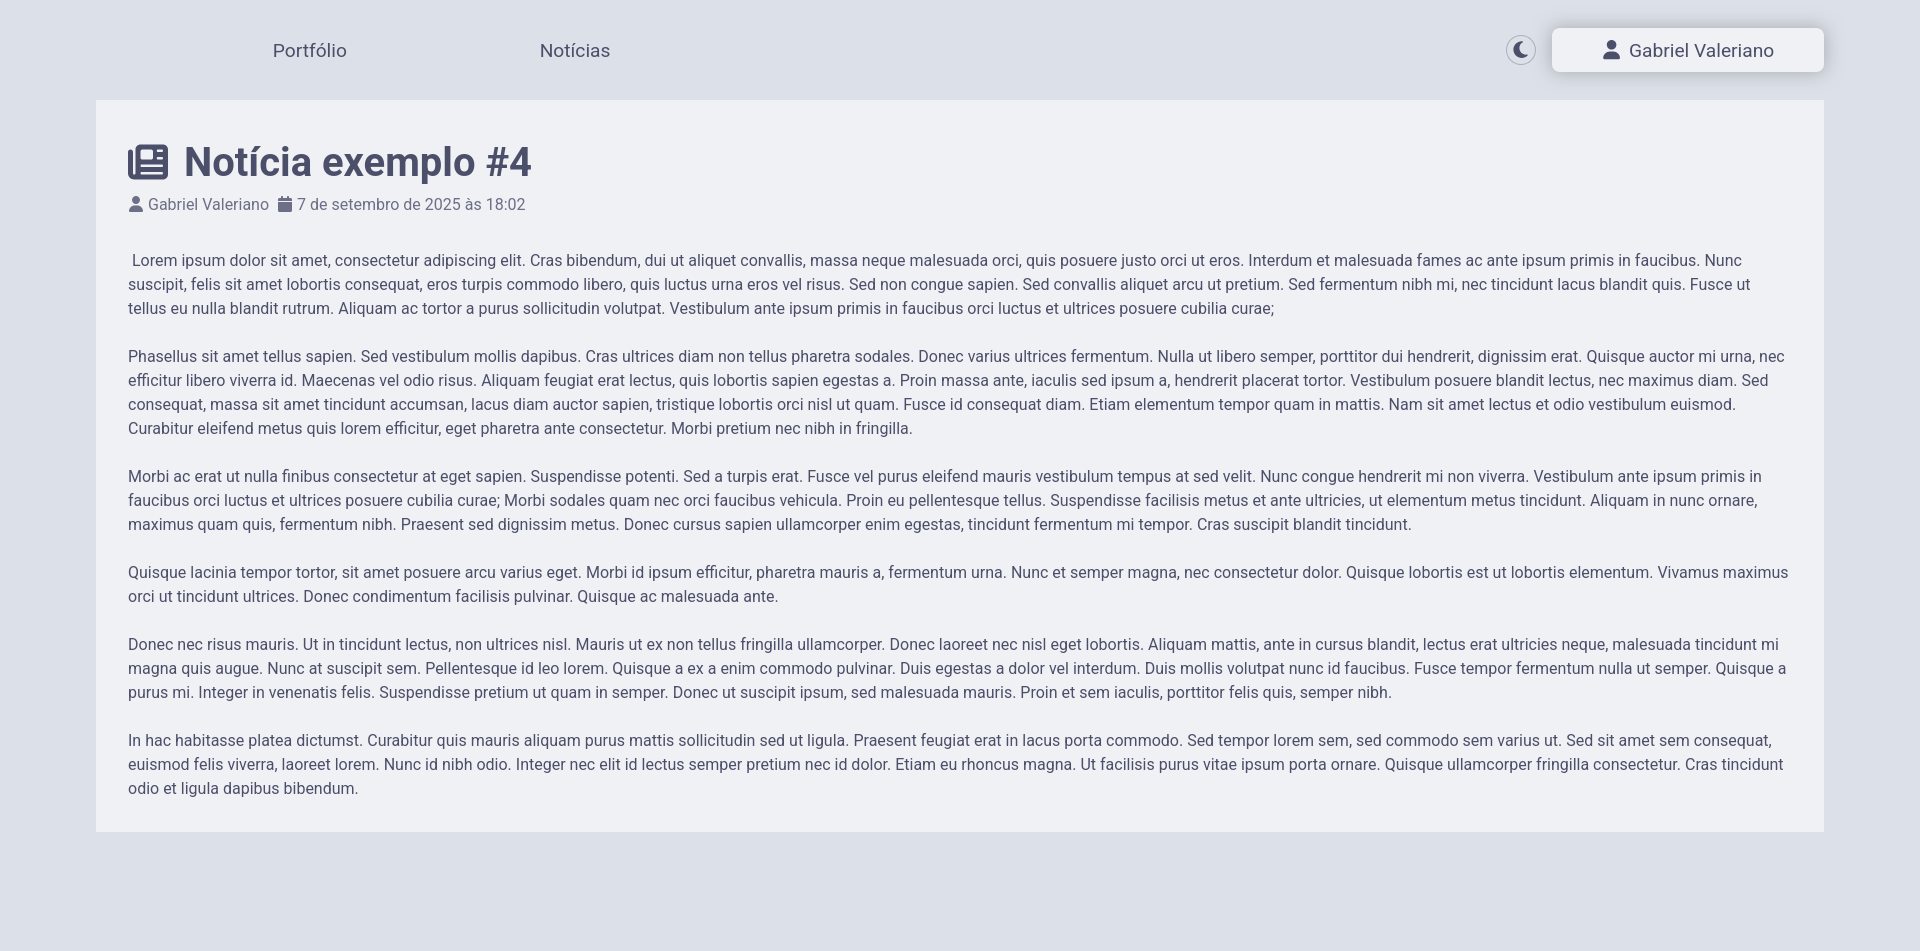 Portfólio
Notícias
Gabriel Valeriano
Notícia exemplo #4
Gabriel Valeriano 7 de setembro de 2025 às 18:02
Lorem ipsum dolor sit amet, consectetur adipiscing elit. Cras bibendum, dui ut aliquet convallis, massa neque malesuada orci, quis posuere justo orci ut eros. Interdum et malesuada fames ac ante ipsum primis in faucibus. Nunc
suscipit, felis sit amet lobortis consequat, eros turpis commodo libero, quis luctus urna eros vel risus. Sed non congue sapien. Sed convallis aliquet arcu ut pretium. Sed fermentum nibh mi, nec tincidunt lacus blandit quis. Fusce ut
tellus eu nulla blandit rutrum. Aliquam ac tortor a purus sollicitudin volutpat. Vestibulum ante ipsum primis in faucibus orci luctus et ultrices posuere cubilia curae;
Phasellus sit amet tellus sapien. Sed vestibulum mollis dapibus. Cras ultrices diam non tellus pharetra sodales. Donec varius ultrices fermentum. Nulla ut libero semper, porttitor dui hendrerit, dignissim erat. Quisque auctor mi urna, nec
efficitur libero viverra id. Maecenas vel odio risus. Aliquam feugiat erat lectus, quis lobortis sapien egestas a. Proin massa ante, iaculis sed ipsum a, hendrerit placerat tortor. Vestibulum posuere blandit lectus, nec maximus diam. Sed
consequat, massa sit amet tincidunt accumsan, lacus diam auctor sapien, tristique lobortis orci nisl ut quam. Fusce id consequat diam. Etiam elementum tempor quam in mattis. Nam sit amet lectus et odio vestibulum euismod.
Curabitur eleifend metus quis lorem efficitur, eget pharetra ante consectetur. Morbi pretium nec nibh in fringilla.
Morbi ac erat ut nulla finibus consectetur at eget sapien. Suspendisse potenti. Sed a turpis erat. Fusce vel purus eleifend mauris vestibulum tempus at sed velit. Nunc congue hendrerit mi non viverra. Vestibulum ante ipsum primis in
faucibus orci luctus et ultrices posuere cubilia curae; Morbi sodales quam nec orci faucibus vehicula. Proin eu pellentesque tellus. Suspendisse facilisis metus et ante ultricies, ut elementum metus tincidunt. Aliquam in nunc ornare,
maximus quam quis, fermentum nibh. Praesent sed dignissim metus. Donec cursus sapien ullamcorper enim egestas, tincidunt fermentum mi tempor. Cras suscipit blandit tincidunt.
Quisque lacinia tempor tortor, sit amet posuere arcu varius eget. Morbi id ipsum efficitur, pharetra mauris a, fermentum urna. Nunc et semper magna, nec consectetur dolor. Quisque lobortis est ut lobortis elementum. Vivamus maximus
orci ut tincidunt ultrices. Donec condimentum facilisis pulvinar. Quisque ac malesuada ante.
Donec nec risus mauris. Ut in tincidunt lectus, non ultrices nisl. Mauris ut ex non tellus fringilla ullamcorper. Donec laoreet nec nisl eget lobortis. Aliquam mattis, ante in cursus blandit, lectus erat ultricies neque, malesuada tincidunt mi
magna quis augue. Nunc at suscipit sem. Pellentesque id leo lorem. Quisque a ex a enim commodo pulvinar. Duis egestas a dolor vel interdum. Duis mollis volutpat nunc id faucibus. Fusce tempor fermentum nulla ut semper. Quisque a
purus mi. Integer in venenatis felis. Suspendisse pretium ut quam in semper. Donec ut suscipit ipsum, sed malesuada mauris. Proin et sem iaculis, porttitor felis quis, semper nibh.
In hac habitasse platea dictumst. Curabitur quis mauris aliquam purus mattis sollicitudin sed ut ligula. Praesent feugiat erat in lacus porta commodo. Sed tempor lorem sem, sed commodo sem varius ut. Sed sit amet sem consequat,
euismod felis viverra, laoreet lorem. Nunc id nibh odio. Integer nec elit id lectus semper pretium nec id dolor. Etiam eu rhoncus magna. Ut facilisis purus vitae ipsum porta ornare. Quisque ullamcorper fringilla consectetur. Cras tincidunt
odio et ligula dapibus bibendum.